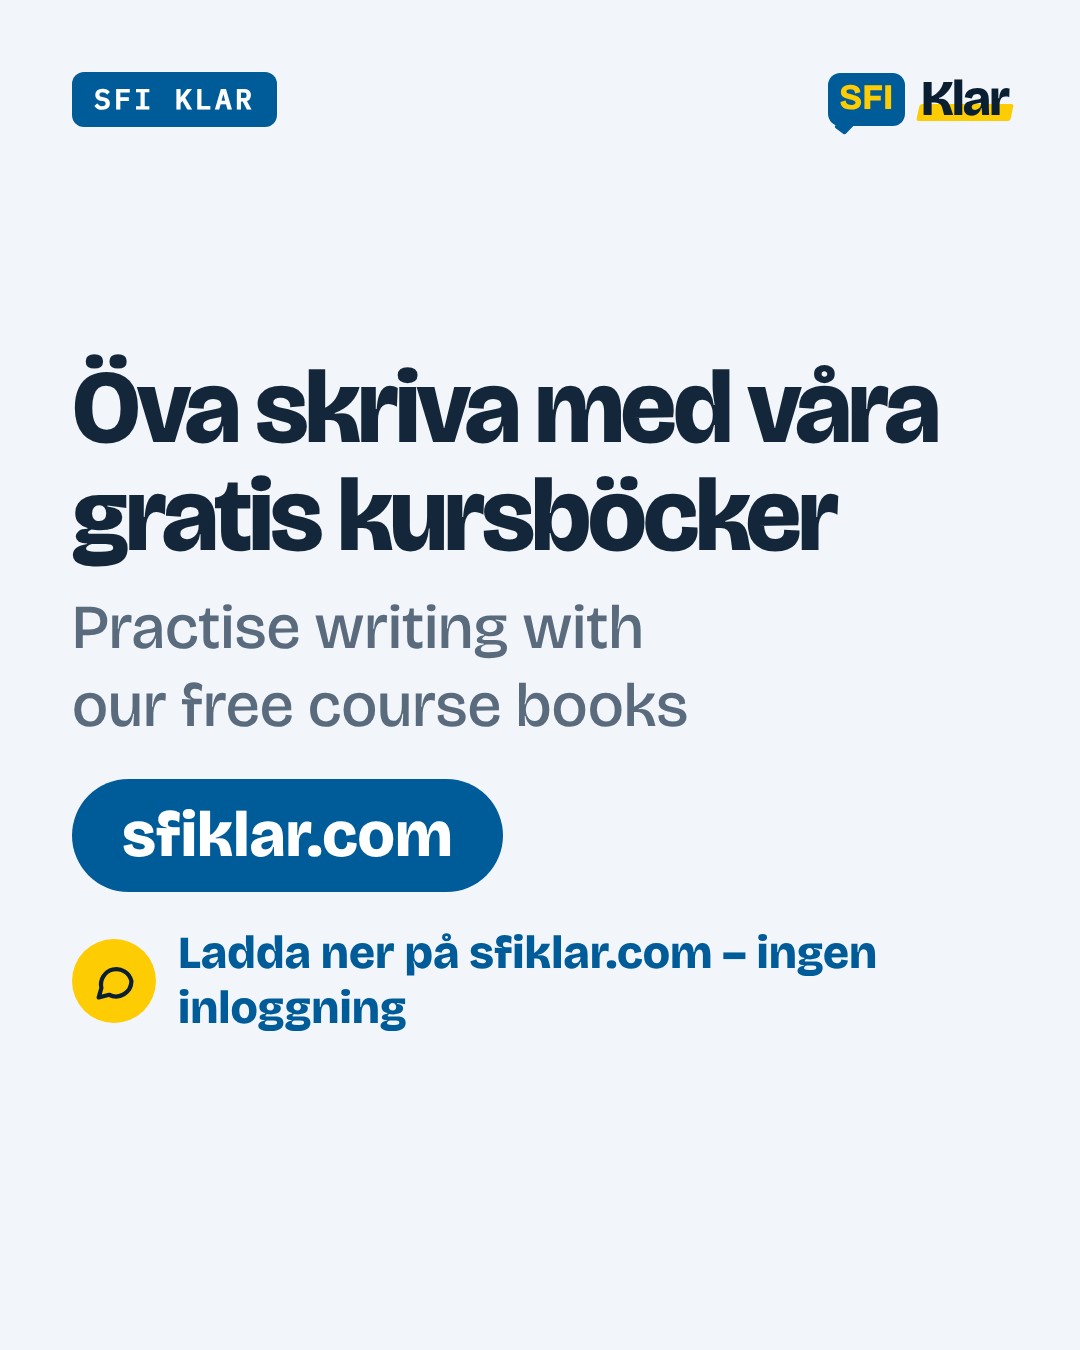 SFI KLAR
SFI Klar
Öva skriva med våra
gratis kursböcker
Practise writing with
our free course books
sfiklar.com
Ladda ner på sfiklar.com – ingen
inloggning